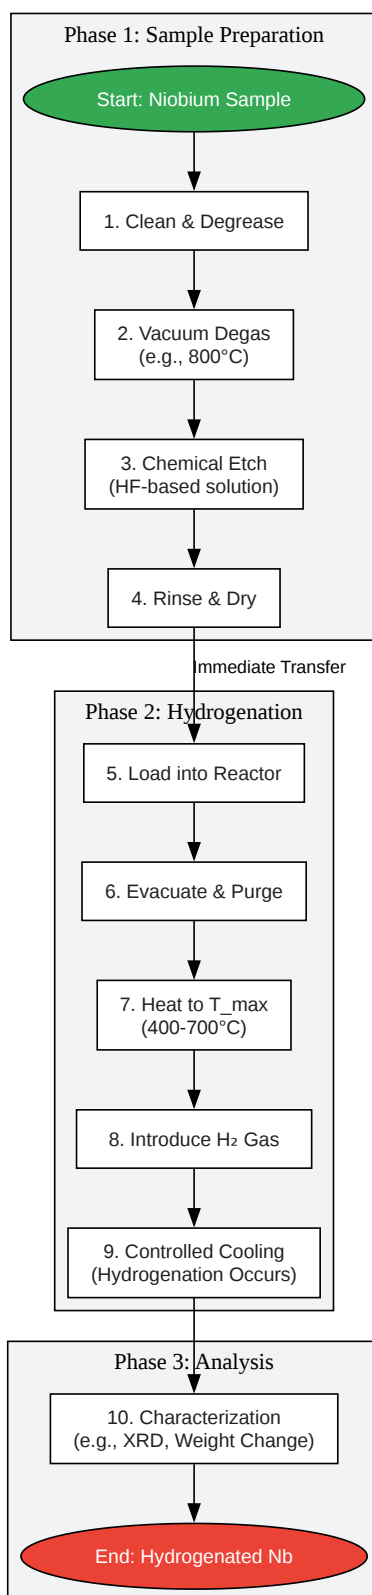 Phase 1: Sample Preparation
Start: Niobium Sample
1. Clean & Degrease
2. Vacuum Degas
(e.g., 800°C)
3. Chemical Etch
(HF-based solution)
4. Rinse & Dry
Immediate Transfer
Phase 2: Hydrogenation
5. Load into Reactor
6. Evacuate & Purge
7. Heat to T_max
(400-700°C)
8. Introduce H₂ Gas
9. Controlled Cooling
(Hydrogenation Occurs)
Phase 3: Analysis
10. Characterization
(e.g., XRD, Weight Change)
End: Hydrogenated Nb